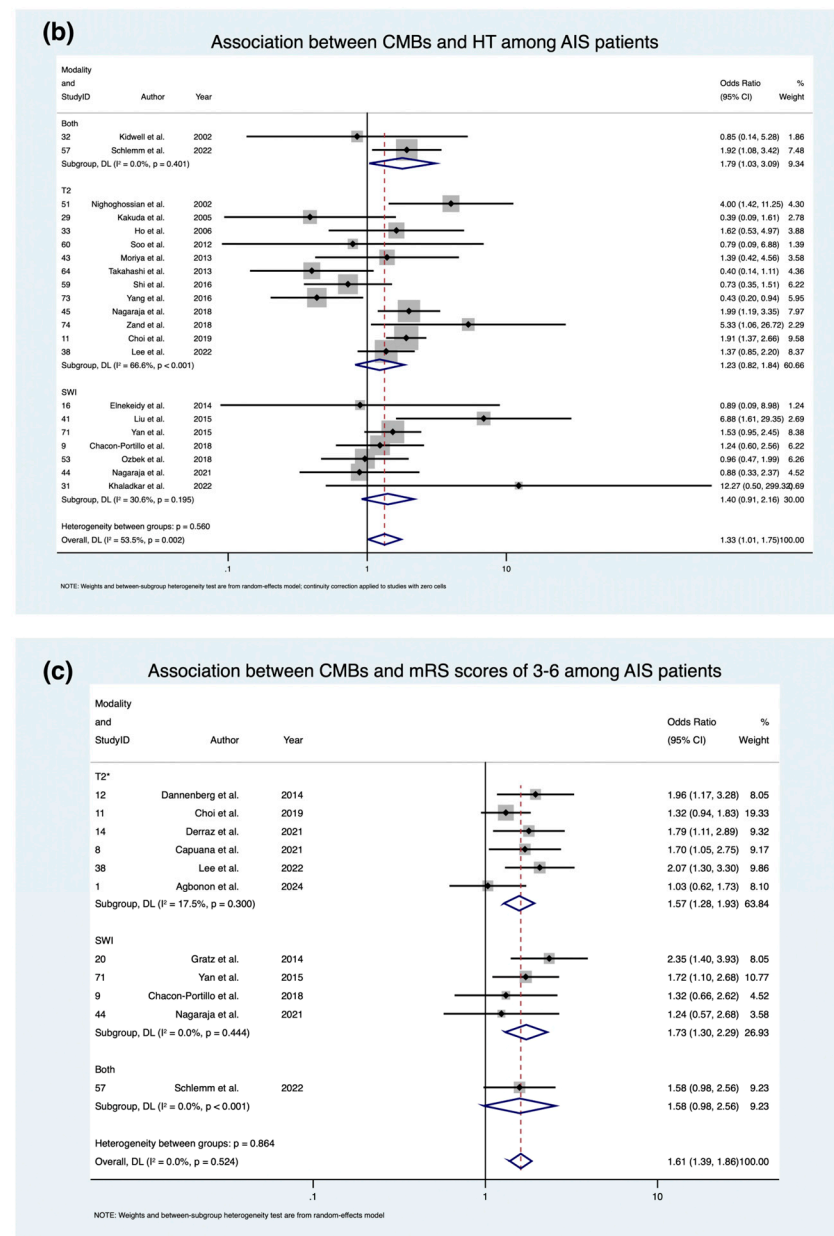 (b)
Association between CMBs and HT among AIS patients
Modality
and Odds Ratio %
StudyID Author Year (95% CI) Weight
Both
32 Kidwell et al. 2002 0.85 (0.14, 5.28) 1.86
57 Schlemm et al. 2022 1.92 (1.08, 3.42) 7.48
Subgroup, DL (I² = 0.0%, p = 0.401) 1.79 (1.03, 3.09) 9.34
T2
51 Nighoghossian et al. 2002 4.00 (1.42, 11.25) 4.30
29 Kakuda et al. 2005 0.39 (0.09, 1.61) 2.78
33 Ho et al. 2006 1.62 (0.53, 4.97) 3.88
60 Soo et al. 2012 0.79 (0.09, 6.88) 1.39
43 Moriya et al. 2013 1.39 (0.42, 4.56) 3.58
64 Takahashi et al. 2013 0.40 (0.14, 1.11) 4.36
59 Shi et al. 2016 0.73 (0.35, 1.51) 6.22
73 Yang et al. 2016 0.43 (0.20, 0.94) 5.95
45 Nagaraja et al. 2018 1.99 (1.19, 3.35) 7.97
74 Zand et al. 2018 5.33 (1.06, 26.72) 2.29
11 Choi et al. 2019 1.91 (1.37, 2.66) 9.58
38 Lee et al. 2022 1.37 (0.85, 2.20) 8.37
Subgroup, DL (I² = 66.6%, p < 0.001) 1.23 (0.82, 1.84) 60.66
SWI
16 Elnekeidy et al. 2014 0.89 (0.09, 8.98) 1.24
41 Liu et al. 2015 6.88 (1.61, 29.35) 2.69
71 Yan et al. 2015 1.53 (0.95, 2.45) 8.38
9 Chacon-Portillo et al. 2018 1.24 (0.60, 2.56) 6.22
53 Ozbek et al. 2018 0.96 (0.47, 1.99) 6.26
44 Nagaraja et al. 2021 0.88 (0.33, 2.37) 4.52
31 Khaladkar et al. 2022 12.27 (0.50, 299.32)0.69
Subgroup, DL (I² = 30.6%, p = 0.195) 1.40 (0.91, 2.16) 30.00
Heterogeneity between groups: p = 0.560
Overall, DL (I² = 53.5%, p = 0.002) 1.33 (1.01, 1.75)100.00
.1 1 10
NOTE: Weights and between-subgroup heterogeneity test are from random-effects model; continuity correction applied to studies with zero cells
(c)
Association between CMBs and mRS scores of 3-6 among AIS patients
Modality
and Odds Ratio %
StudyID Author Year (95% CI) Weight
T2*
12 Dannenberg et al. 2014 1.96 (1.17, 3.28) 8.05
11 Choi et al. 2019 1.32 (0.94, 1.83) 19.33
14 Derraz et al. 2021 1.79 (1.11, 2.89) 9.32
8 Capuana et al. 2021 1.70 (1.05, 2.75) 9.17
38 Lee et al. 2022 2.07 (1.30, 3.30) 9.86
1 Agbonon et al. 2024 1.03 (0.62, 1.73) 8.10
Subgroup, DL (I² = 17.5%, p = 0.300) 1.57 (1.28, 1.93) 63.84
SWI
20 Gratz et al. 2014 2.35 (1.40, 3.93) 8.05
71 Yan et al. 2015 1.72 (1.10, 2.68) 10.77
9 Chacon-Portillo et al. 2018 1.32 (0.66, 2.62) 4.52
44 Nagaraja et al. 2021 1.24 (0.57, 2.68) 3.58
Subgroup, DL (I² = 0.0%, p = 0.444) 1.73 (1.30, 2.29) 26.93
Both
57 Schlemm et al. 2022 1.58 (0.98, 2.56) 9.23
Subgroup, DL (I² = 0.0%, p < 0.001) 1.58 (0.98, 2.56) 9.23
Heterogeneity between groups: p = 0.864
Overall, DL (I² = 0.0%, p = 0.524) 1.61 (1.39, 1.86)100.00
.1 1 10
NOTE: Weights and between-subgroup heterogeneity test are from random-effects model